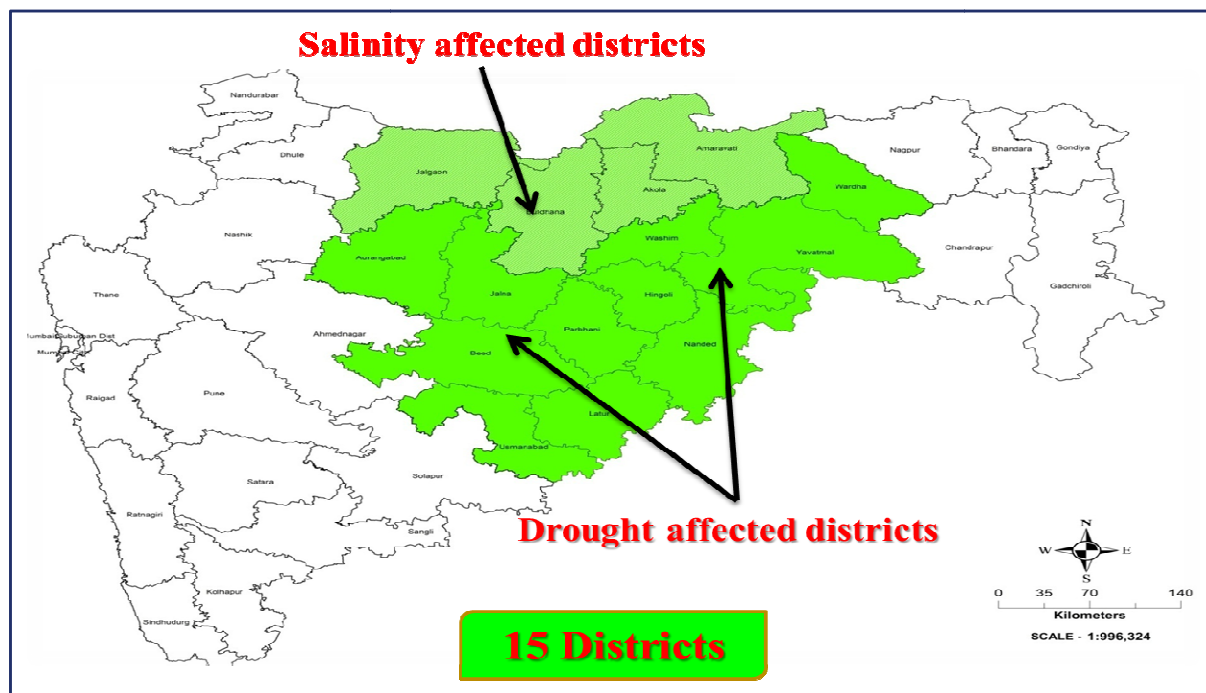 Salinity affected districts
Nandurabar
Dhule
Jalgaon
Buldhana
Akola
Amaravati
Nagpur
Bhandara
Gondiya
Wardha
Nashik
Aurangabad
Washim
Yavatmal
Chandrapur
Gadchiroli
Thane
Jalna
Hingoli
Ahmednagar
Parbhani
Nanded
Beed
Raigad
Pune
Latur
Usmanabad
Satara
Solapur
Ratnagiri
Sangli
Kolhapur
Sindhudurg
Drought affected districts
N
W
E
S
0 35 70 140
Kilometers
SCALE - 1:996,324
15 Districts